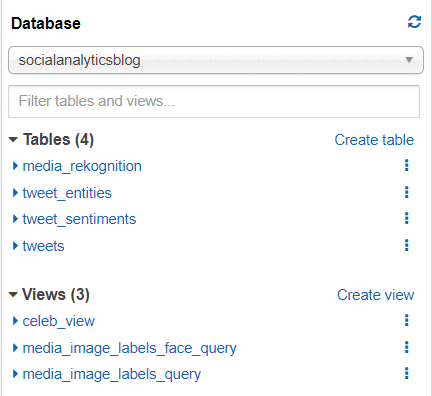 Database
socialanalyticsblog
Filter tables and views...
Tables (4) Create table
media_rekognition
tweet_entities
tweet_sentiments
tweets
Views (3) Create view
celeb_view
media_image_labels_face_query
media_image_labels_query